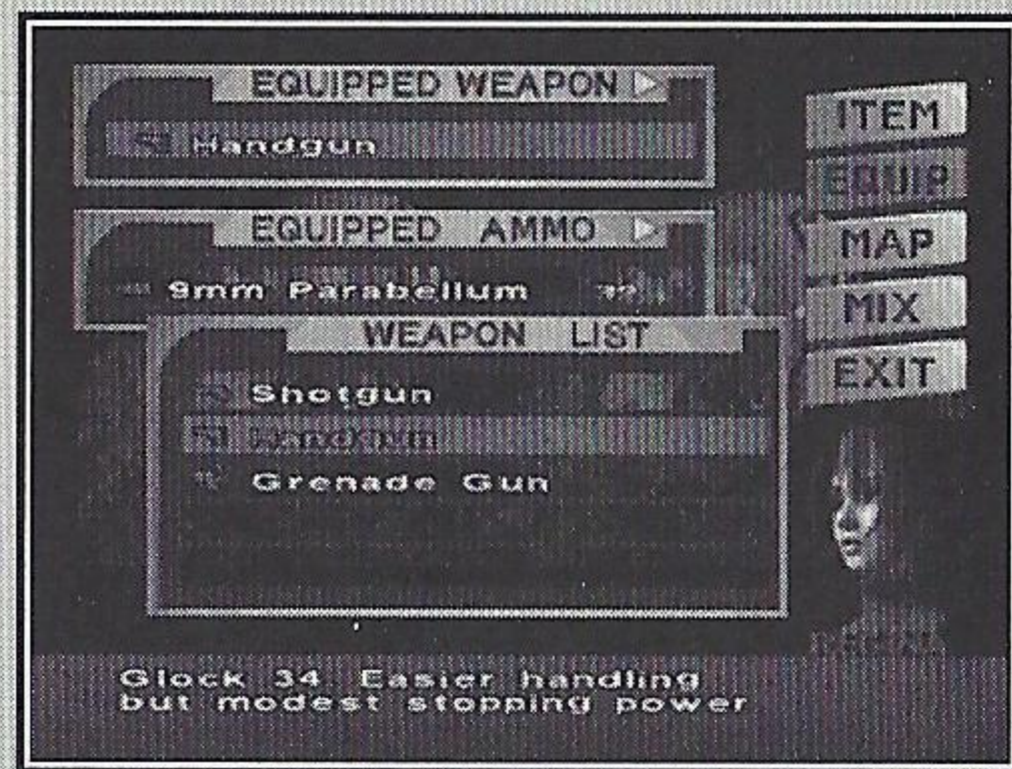 EQUIPPED WEAPON
Handgun
EQUIPPED AMMO
9mm Parabellum
WEAPON LIST
Shotgun
Handgun
Grenade Gun
ITEM
EQUIP
MAP
MIX
EXIT
Glock 34. Easier handling
but modest stopping power